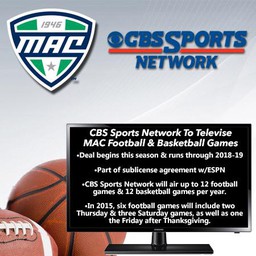 1946
MAC
CBS SPORTS
NETWORK
CBS Sports Network To Televise
MAC Football & Basketball Games
•Deal begins this season & runs through 2018-19
•Part of sublicense agreement w/ESPN
•CBS Sports Network will air up to 12 football
games & 12 basketball games per year.
•In 2015, six football games will include two
Thursday & three Saturday games, as well as one
the Friday after Thanksgiving.